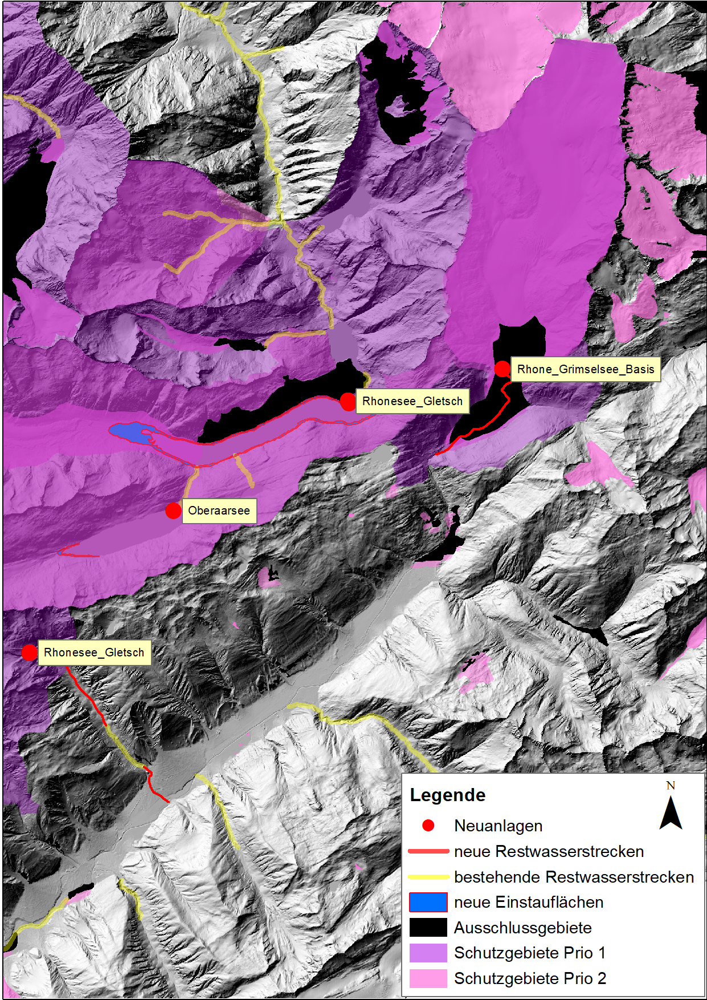 Rhone_Grimselsee_Basis
Rhonesee_Gletsch
Oberaarsee
Rhonesee_Gletsch
Legende
N
Neuanlagen
neue Restwasserstrecken
bestehende Restwasserstrecken
neue Einstauflächen
Ausschlussgebiete
Schutzgebiete Prio 1
Schutzgebiete Prio 2